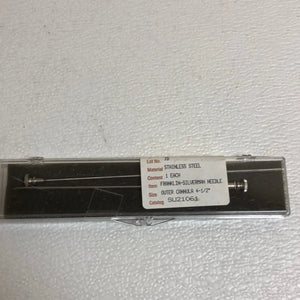 Lot No.
Material STAINLESS STEEL
Content 1 EACH
Item FRANKLIN-SILVERMAN NEEDLE
Size OUTER CANNULA 4-1/2"
Catalog SU21061